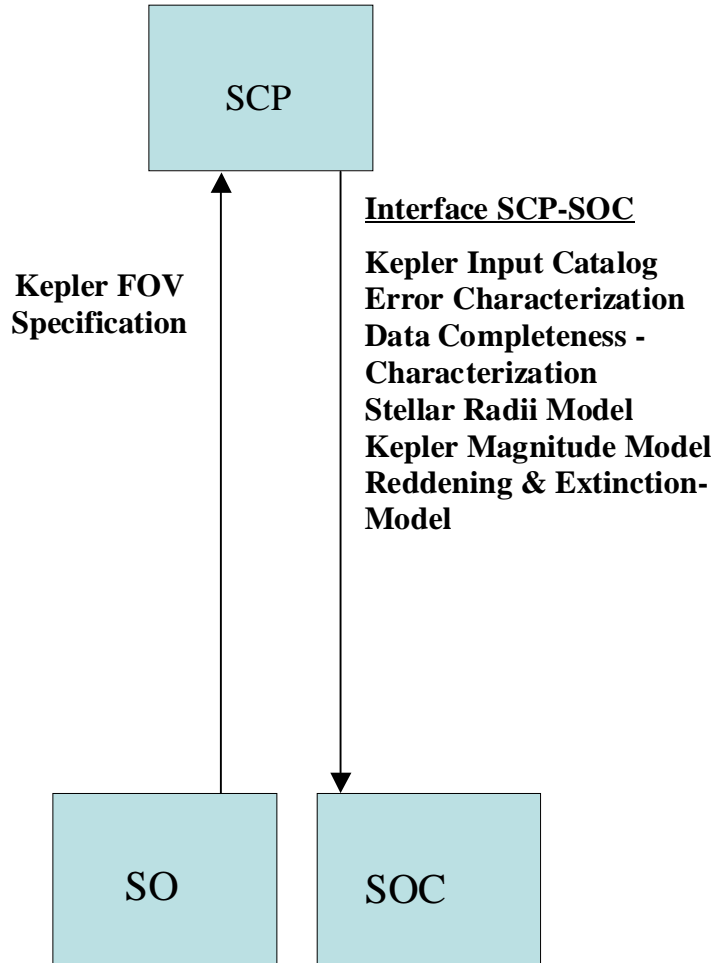 SCP
Interface SCP-SOC
Kepler FOV
Specification
Kepler Input Catalog
Error Characterization
Data Completeness -
Characterization
Stellar Radii Model
Kepler Magnitude Model
Reddening & Extinction-
Model
SO
SOC